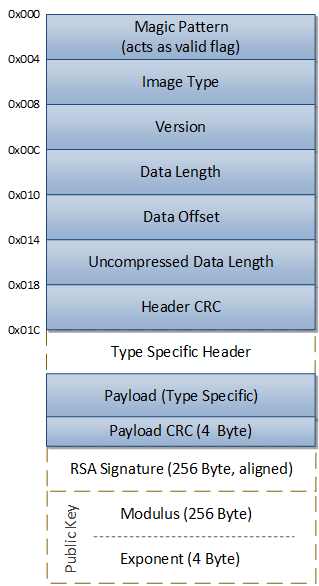 0x000
Magic Pattern
(acts as valid flag)
0x004
Image Type
0x008
Version
0x00C
Data Length
0x010
Data Offset
0x014
Uncompressed Data Length
0x018
Header CRC
0x01C
Type Specific Header
Payload (Type Specific)
Payload CRC (4 Byte)
RSA Signature (256 Byte, aligned)
Public Key
Modulus (256 Byte)
Exponent (4 Byte)